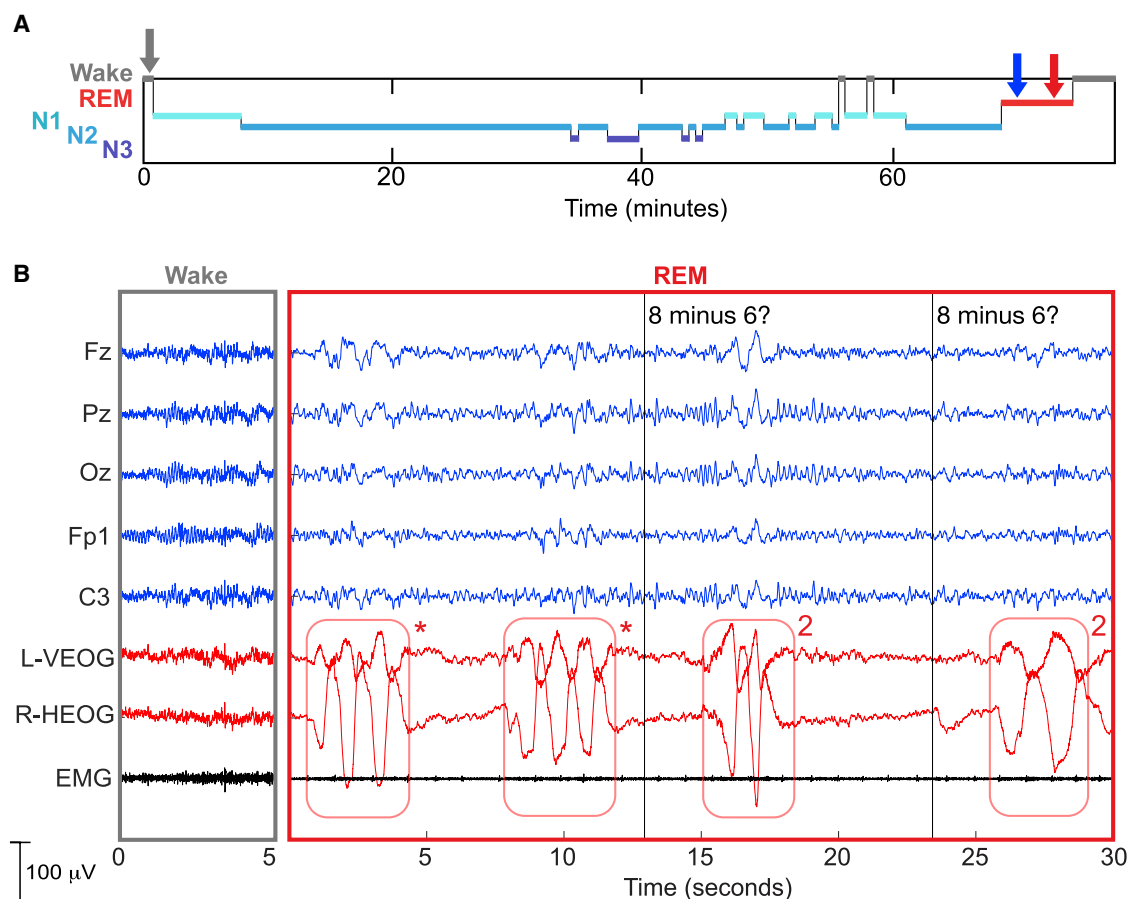 A
Wake
REM
N1
N2
N3
0
20
40
60
Time (minutes)
B
Wake
REM
8 minus 6?
8 minus 6?
Fz
Pz
Oz
Fp1
C3
L-VEOG
*
*
2
2
R-HEOG
EMG
0
5
5
10
15
20
25
30
100 µV
Time (seconds)